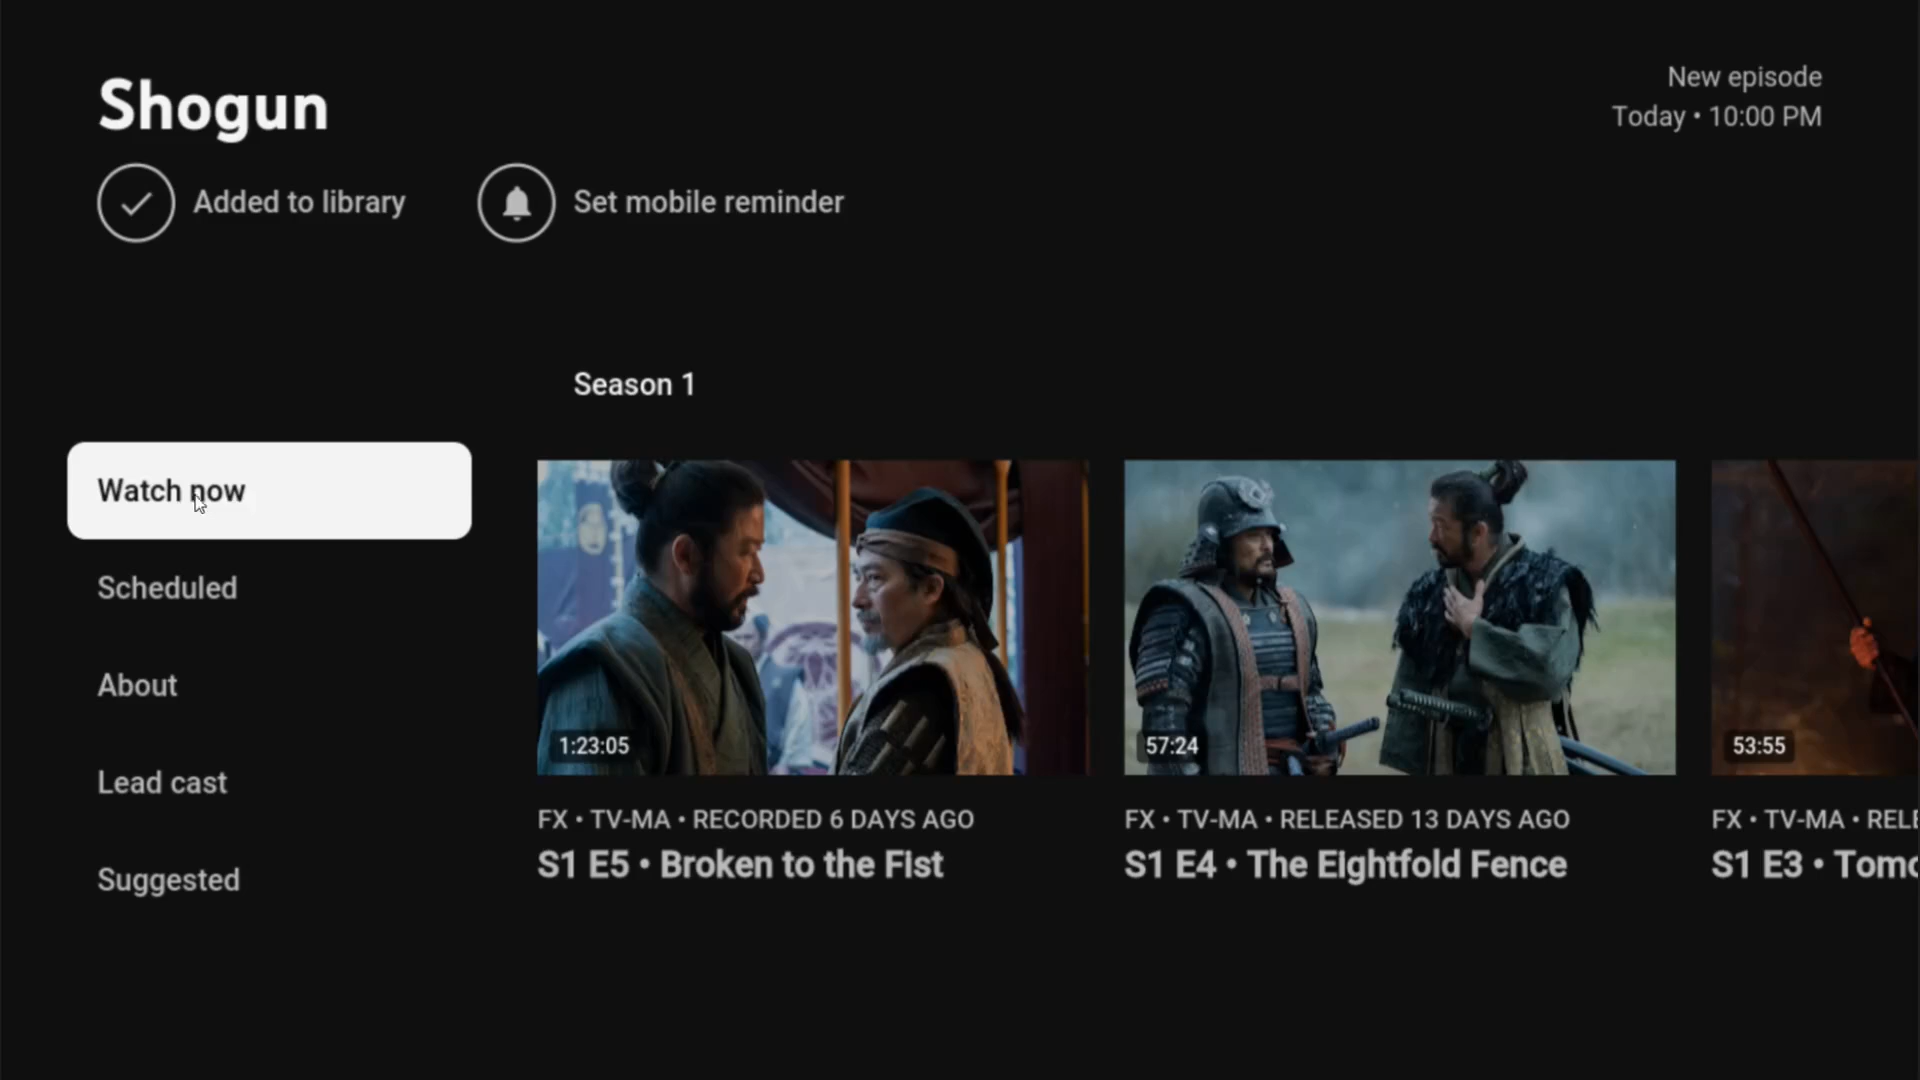 Shogun
New episode
Today • 10:00 PM
Added to library
Set mobile reminder
Season 1
Watch now
Scheduled
About
Lead cast
Suggested
1:23:05
FX • TV-MA • RECORDED 6 DAYS AGO
S1 E5 • Broken to the Fist
57:24
FX • TV-MA • RELEASED 13 DAYS AGO
S1 E4 • The Eightfold Fence
53:55
FX • TV-MA •
S1 E3 •